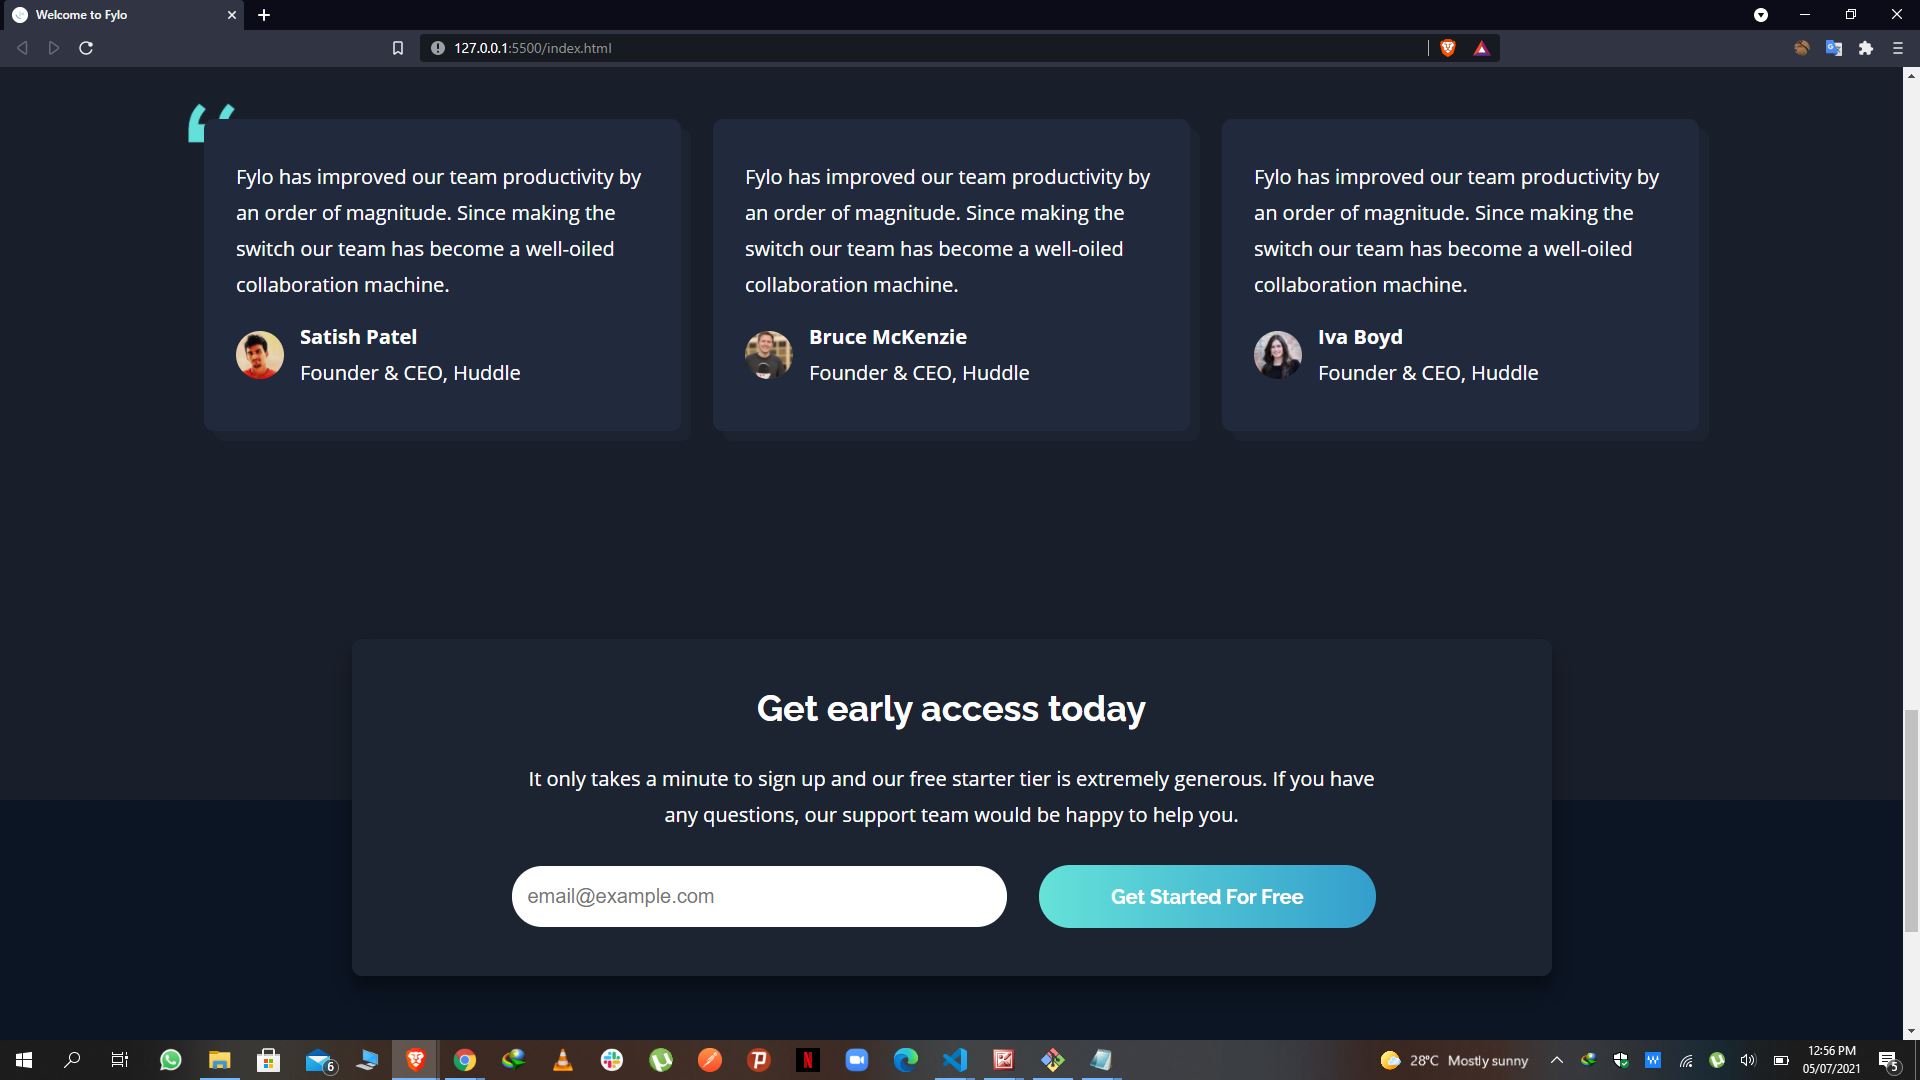 Welcome to Fylo
127.0.0.1:5500/index.html
“
Fylo has improved our team productivity by
an order of magnitude. Since making the
switch our team has become a well-oiled
collaboration machine.
Satish Patel
Founder & CEO, Huddle
Fylo has improved our team productivity by
an order of magnitude. Since making the
switch our team has become a well-oiled
collaboration machine.
Bruce McKenzie
Founder & CEO, Huddle
Fylo has improved our team productivity by
an order of magnitude. Since making the
switch our team has become a well-oiled
collaboration machine.
Iva Boyd
Founder & CEO, Huddle
Get early access today
It only takes a minute to sign up and our free starter tier is extremely generous. If you have
any questions, our support team would be happy to help you.
email@example.com
Get Started For Free
6
28°C Mostly sunny
12:56 PM
05/07/2021
5